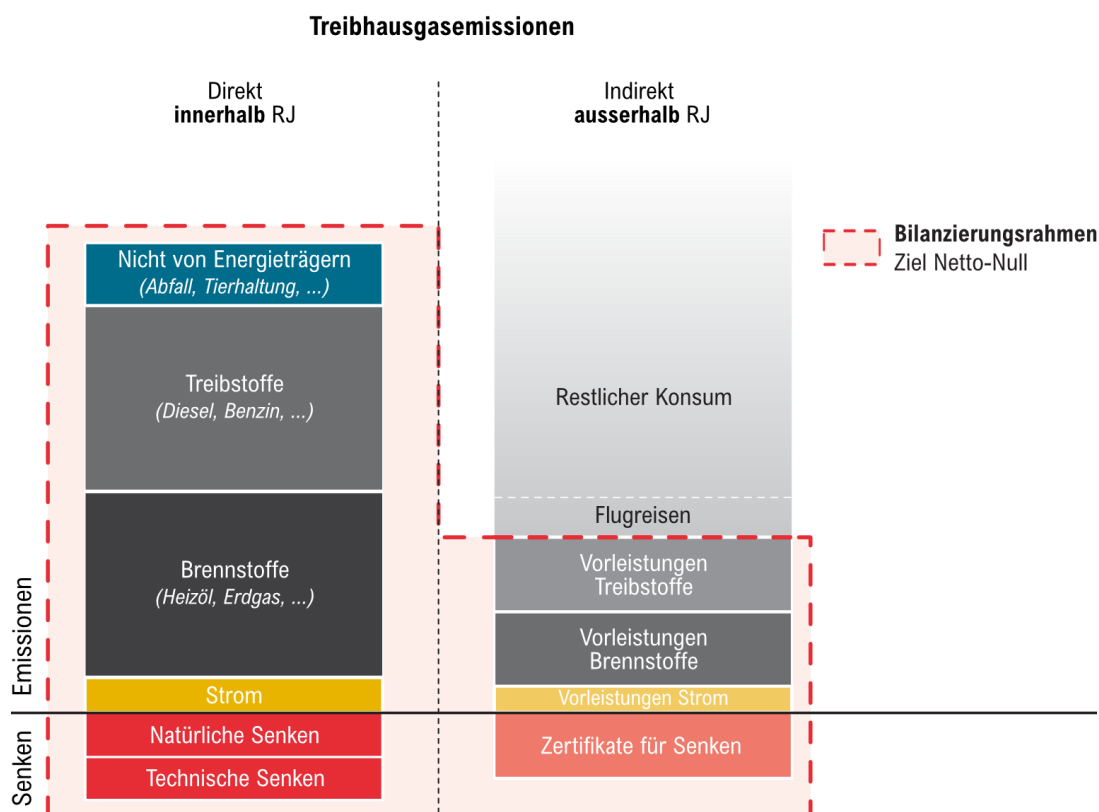 Treibhausgasemissionen
Direkt
innerhalb RJ
Indirekt
ausserhalb RJ
Nicht von Energieträgern
(Abfall, Tierhaltung, ...)
Treibstoffe
(Diesel, Benzin, ...)
Brennstoffe
(Heizöl, Erdgas, ...)
Strom
Natürliche Senken
Technische Senken
Restlicher Konsum
Flugreisen
Vorleistungen
Treibstoffe
Vorleistungen
Brennstoffe
Vorleistungen Strom
Zertifikate für Senken
Bilanzierungsrahmen
Ziel Netto-Null
Emissionen
Senken